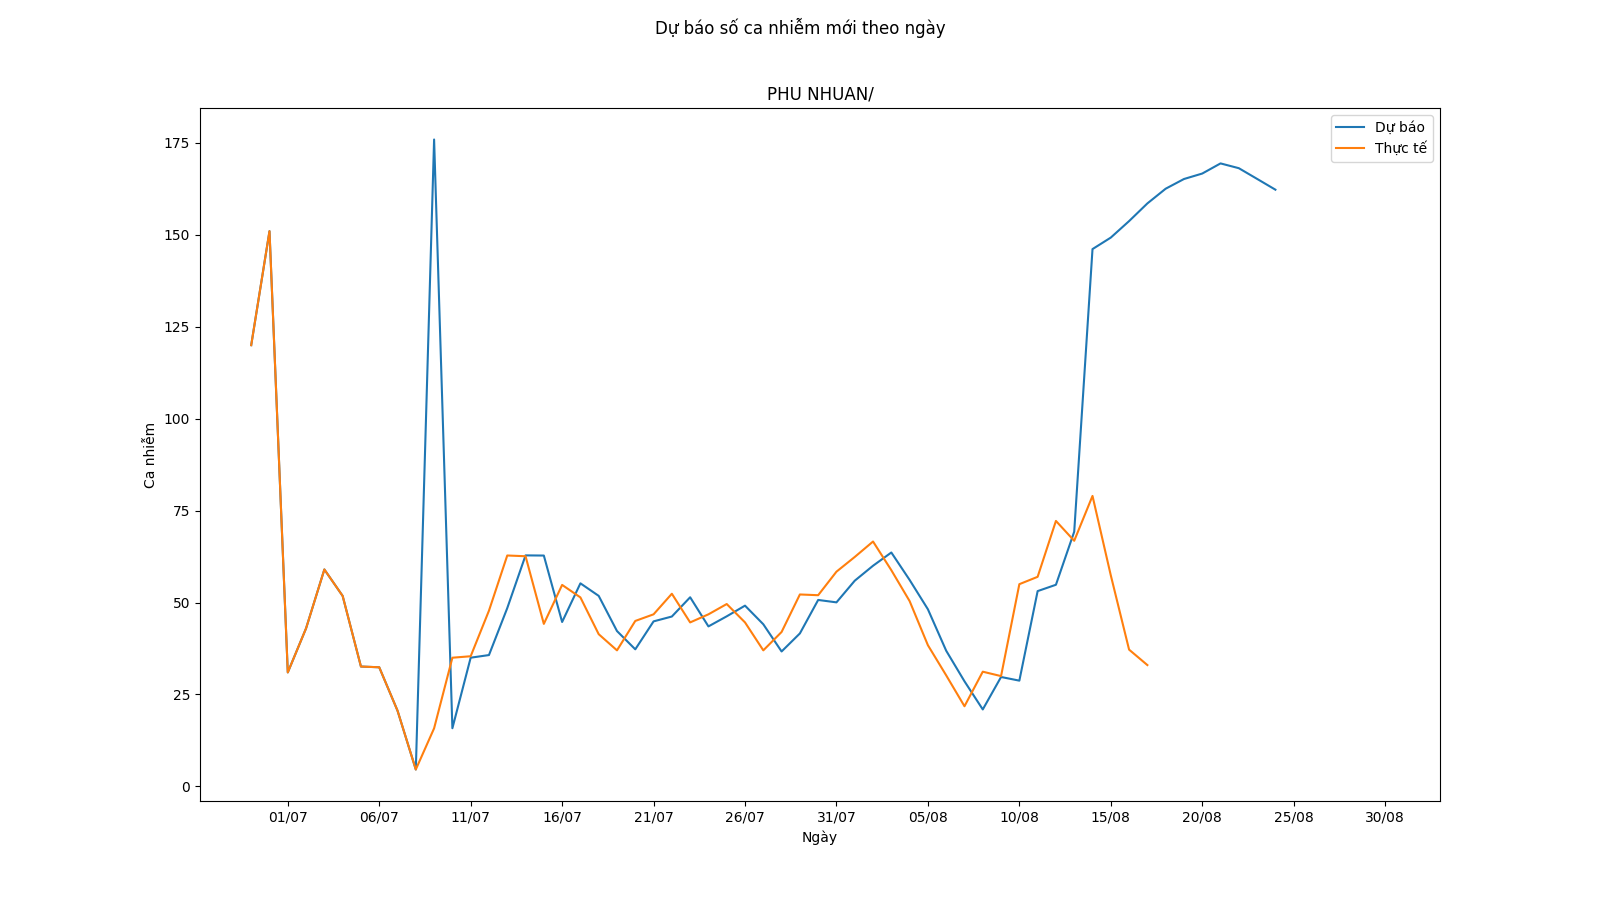 Dự báo số ca nhiễm mới theo ngày
PHU NHUAN/
Dự báo
Thực tế
175
150
125
100
75
50
25
0
Ca nhiễm
01/07 06/07 11/07 16/07 21/07 26/07 31/07 05/08 10/08 15/08 20/08 25/08 30/08
Ngày